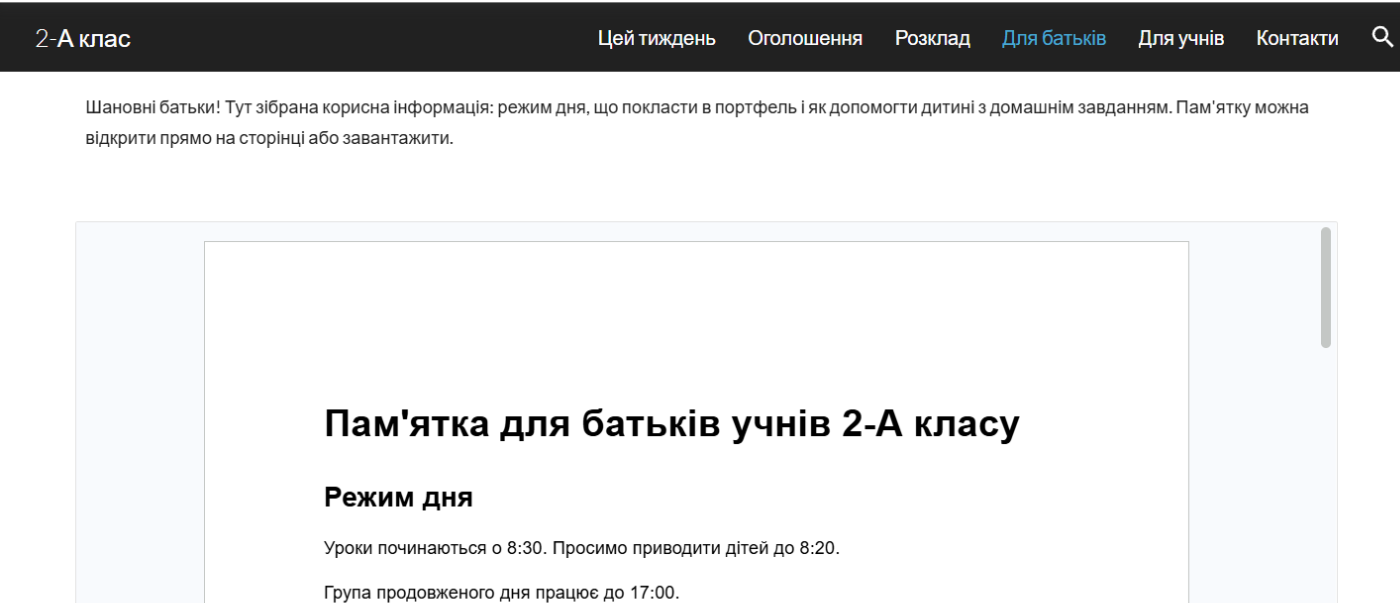 2-А клас
Цей тиждень Оголошення Розклад Для батьків Для учнів Контакти
Шановні батьки! Тут зібрана корисна інформація: режим дня, що покласти в портфель і як допомогти дитині з домашнім завданням. Пам'ятку можна
відкрити прямо на сторінці або завантажити.
Пам'ятка для батьків учнів 2-А класу
Режим дня
Уроки починаються о 8:30. Просимо приводити дітей до 8:20.
Група продовженого дня працює до 17:00.